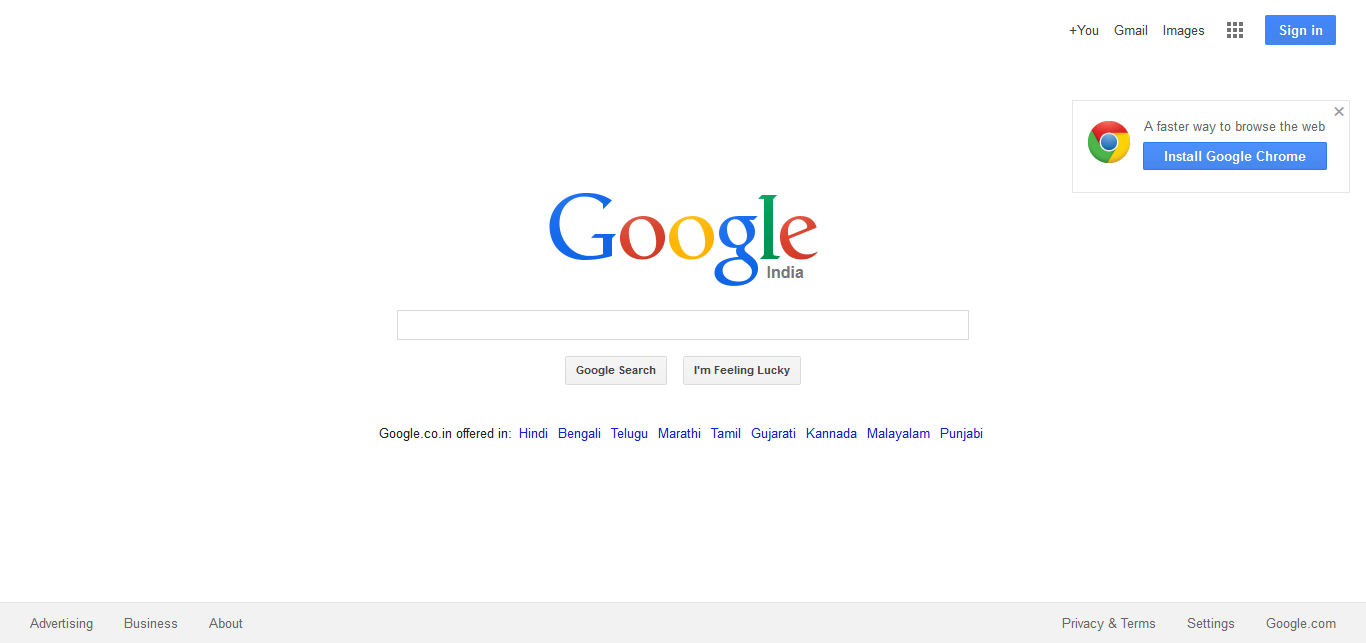 +You Gmail Images Sign in
A faster way to browse the web
Install Google Chrome
Google
India
Google Search I'm Feeling Lucky
Google.co.in offered in: Hindi Bengali Telugu Marathi Tamil Gujarati Kannada Malayalam Punjabi
Advertising Business About Privacy & Terms Settings Google.com